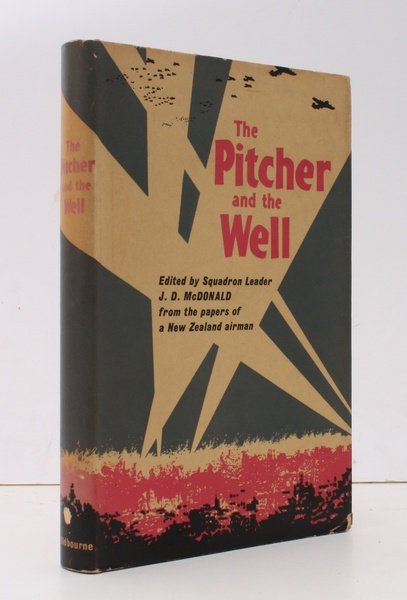 The
Pitcher
and the
Well
The
Pitcher
and the
Well
Edited by Squadron Leader
J. D. McDONALD
from the papers of
a New Zealand airman